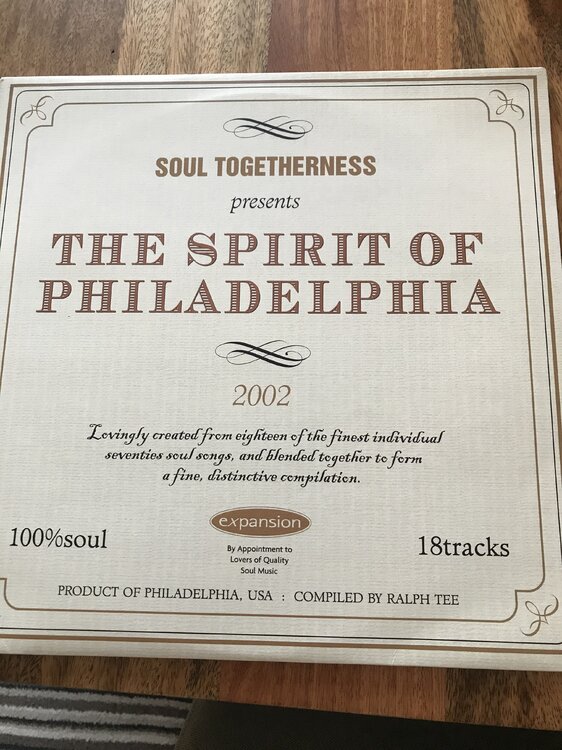 SOUL TOGETHERNESS
presents
THE SPIRIT OF
PHILADELPHIA
2002
Lovingly created from eighteen of the finest individual
seventies soul songs, and blended together to form
a fine, distinctive compilation.
expansion
100%soul
By Appointment to
Lovers of Quality
Soul Music
18tracks
PRODUCT OF PHILADELPHIA, USA : COMPILED BY RALPH TEE